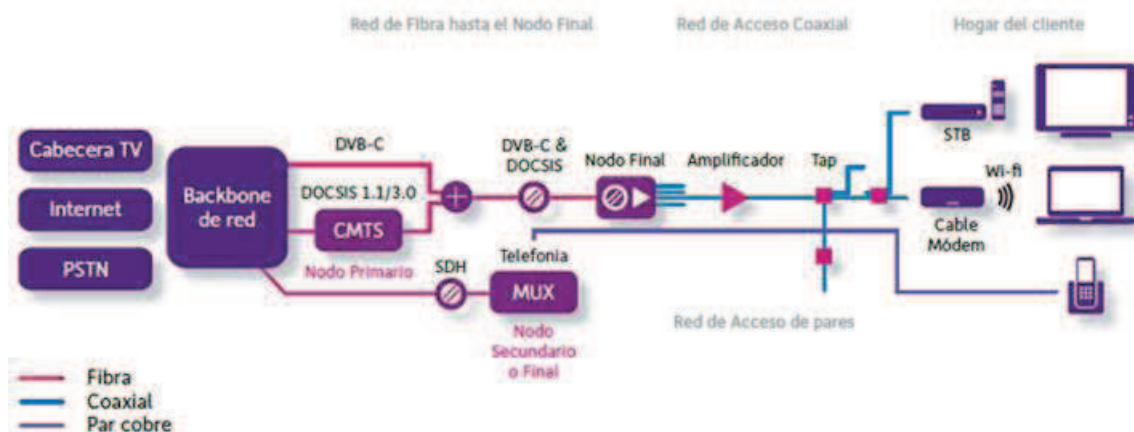 Red de Fibra hasta el Nodo Final
Red de Acceso Coaxial
Hogar del cliente
Cabecera TV
Internet
PSTN
Backbone
de red
DVB-C
DOCSIS 1.1/3.0
CMTS
Nodo Primario
DVB-C &
DOCSIS
Nodo Final
Amplificador
Tap
STB
Wi-fi
Cable
Módem
SDH
Telefonia
MUX
Nodo
Secundario
o Final
Red de Acceso de pares
Fibra
Coaxial
Par cobre